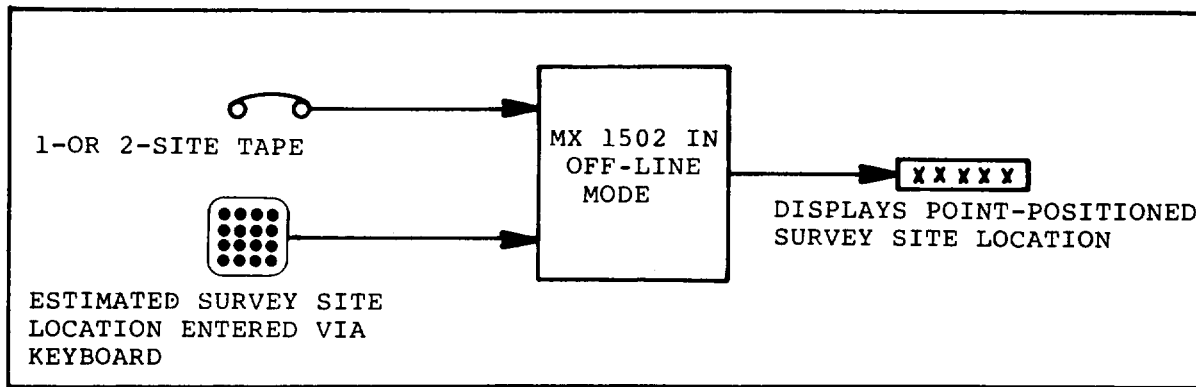 1-OR 2-SITE TAPE
ESTIMATED SURVEY SITE
LOCATION ENTERED VIA
KEYBOARD
MX 1502 IN
OFF-LINE
MODE
X X X X X
DISPLAYS POINT-POSITIONED
SURVEY SITE LOCATION